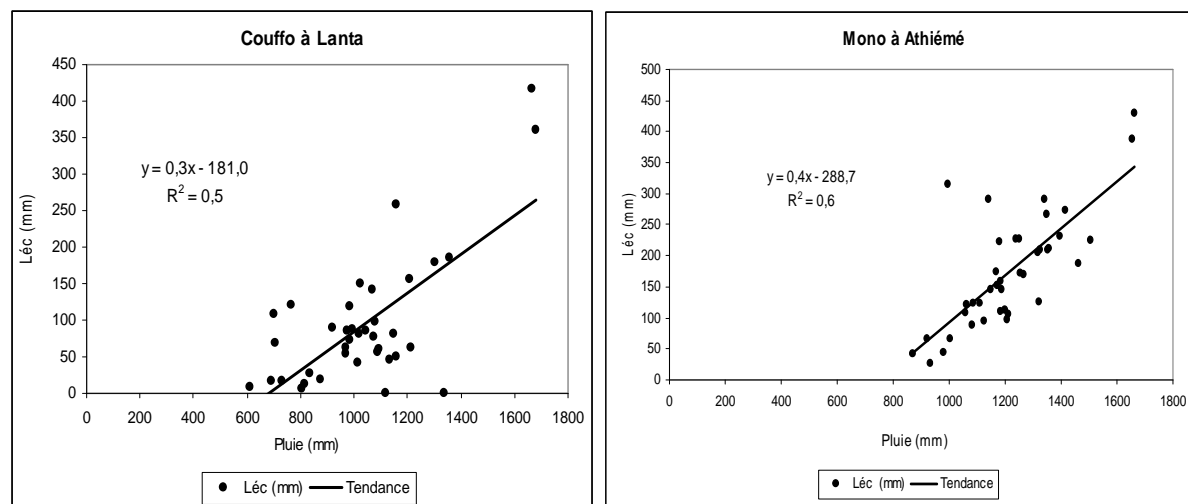 Couffo à Lanta
450
400
350
300
250
200
150
100
50
0
Léc (mm)
y = 0,3x - 181,0
R² = 0,5
0 200 400 600 800 1000 1200 1400 1600 1800
Pluie (mm)
Léc (mm) Tendance
Mono à Athiémé
500
450
400
350
300
250
200
150
100
50
0
Léc (mm)
y = 0,4x - 288,7
R² = 0,6
0 200 400 600 800 1000 1200 1400 1600 1800
Pluie (mm)
Léc (mm) Tendance